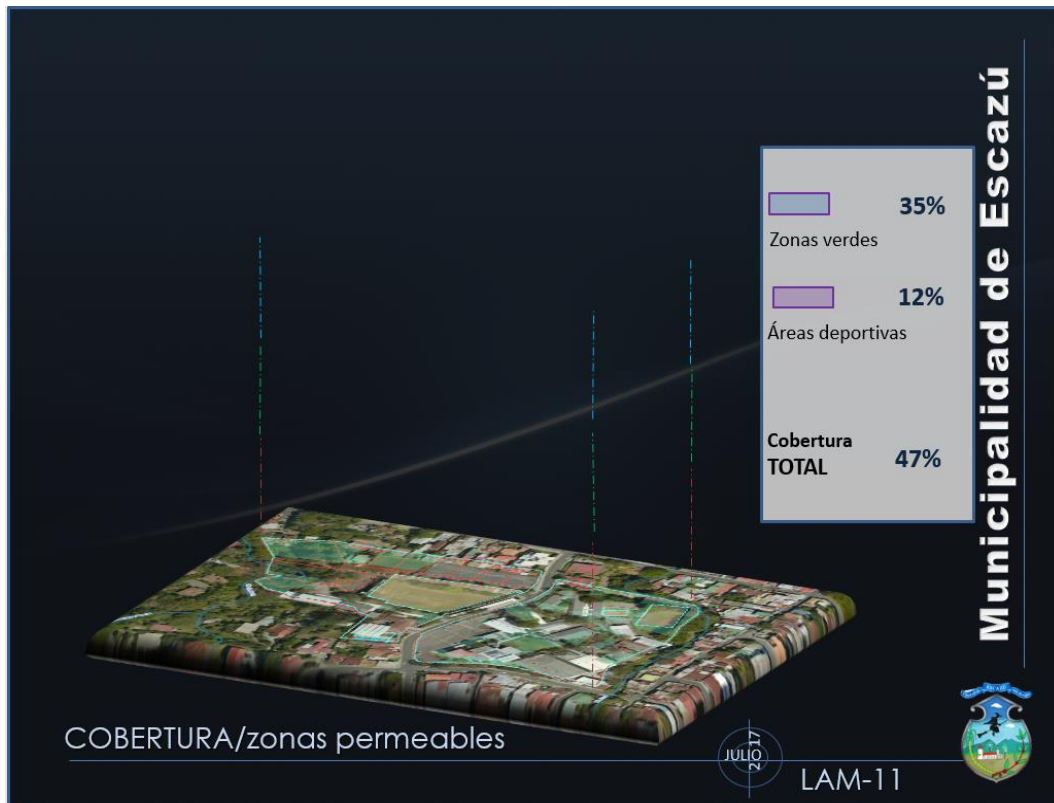 Municipalidad de Escazú
35%
Zonas verdes
12%
Áreas deportivas
Cobertura
TOTAL
47%
COBERTURA/zonas permeables
JULIO
2017
LAM-11